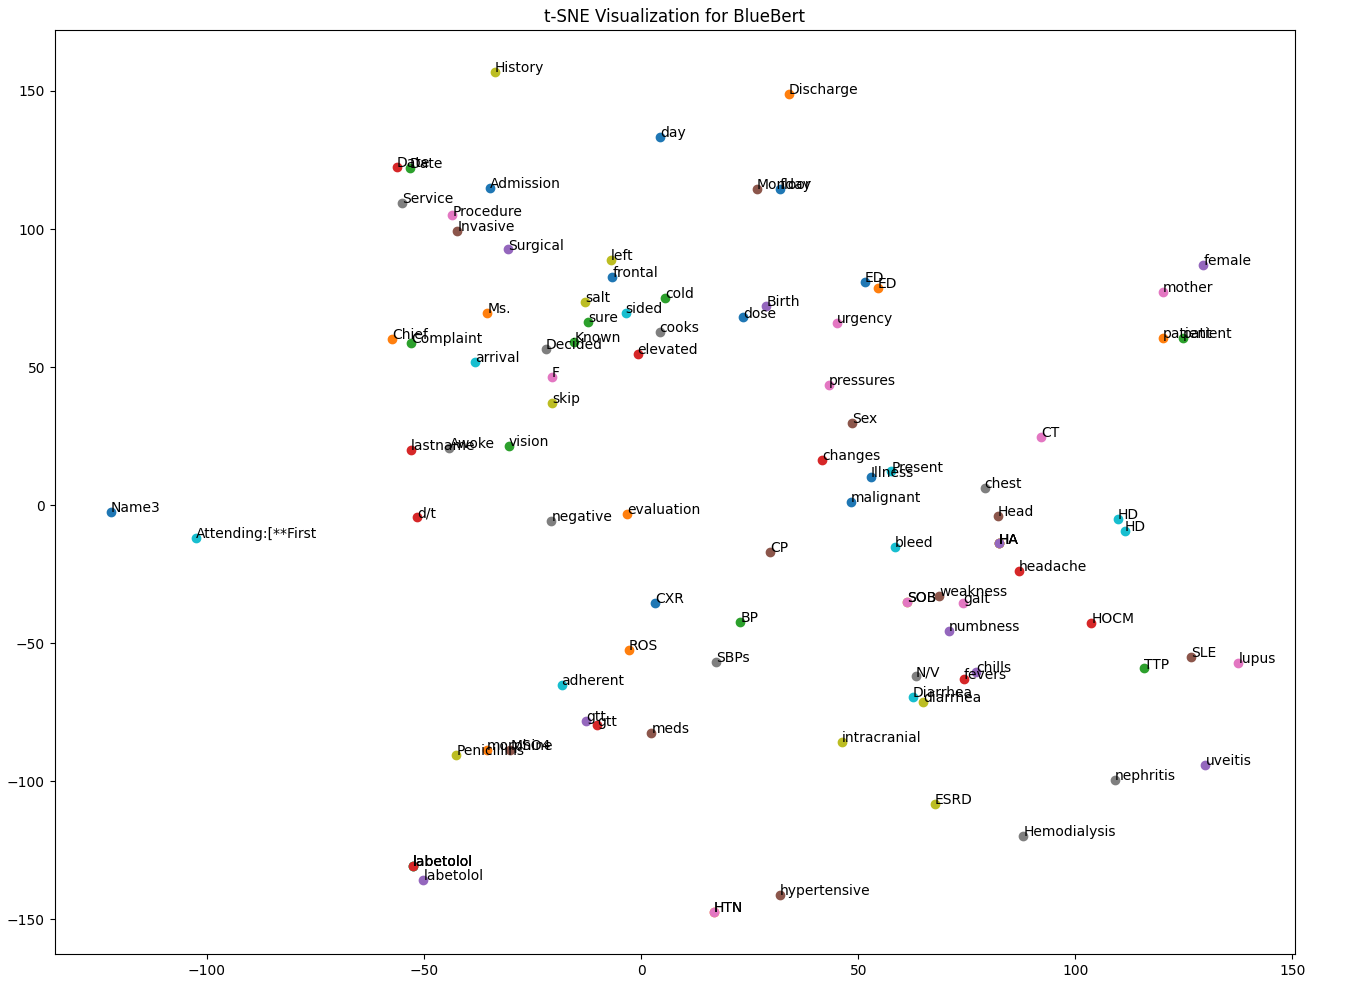 t-SNE Visualization for BlueBert
History
Discharge
day
Date
Date
Admission
Monday
floor
Service
Procedure
Invasive
Surgical
left
female
frontal
ED
ED
mother
salt
cold
Birth
Ms.
sided
dose
sure
urgency
cooks
Chief
Complaint
Known
Decided
patient
patient
elevated
arrival
F
pressures
skip
Sex
CT
lastname
Awoke
vision
changes
Present
Illness
chest
malignant
Name3
d/t
negative
evaluation
Head
HD
HD
Attending:[**First
CP
bleed
HA
headache
weakness
CXR
SOB
gait
BP
numbness
HOCM
ROS
SBPs
SLE
lupus
TTP
N/V
chills
fevers
adherent
Diarrhea
diarrhea
gtt
gtt
meds
intracranial
morphine
MSO4
Penicillins
uveitis
nephritis
ESRD
Hemodialysis
labetolol
labetolol
hypertensive
HTN
150
100
50
0
−50
−100
−150
−100
−50
0
50
100
150